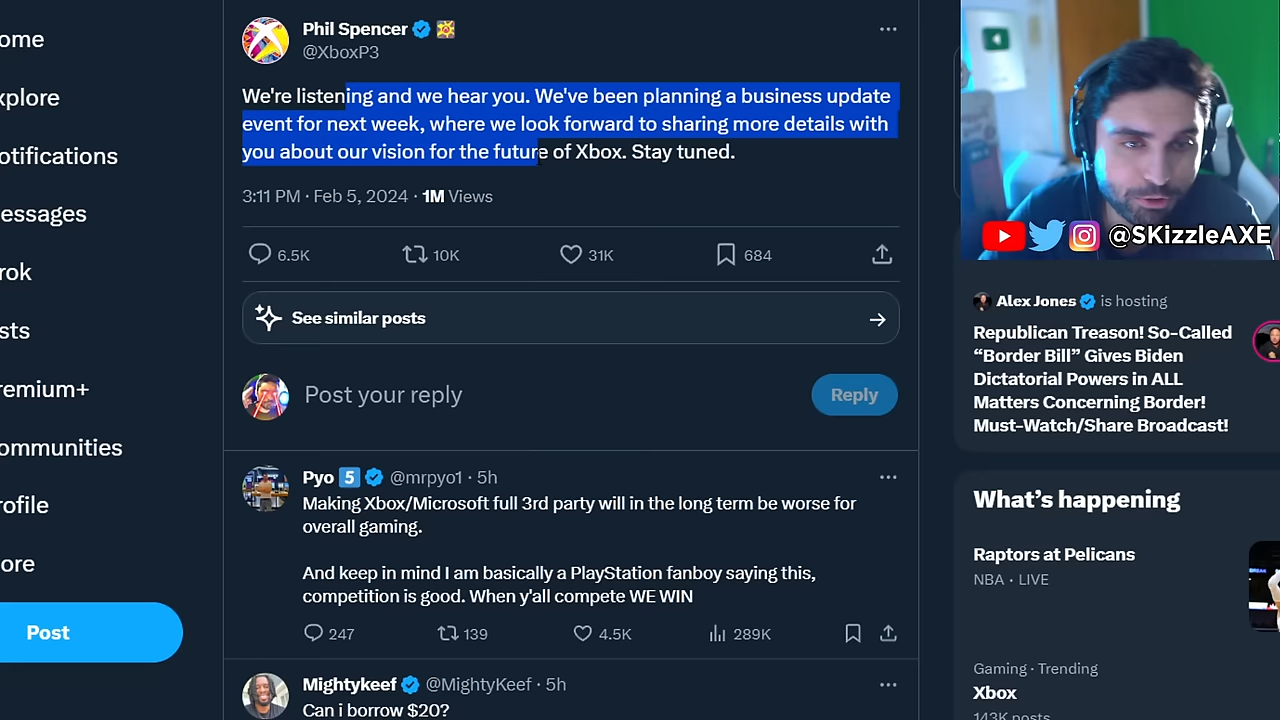 ome
xplore
otifications
essages
rok
sts
remium+
ommunities
rofile
ore
Post
Phil Spencer
@XboxP3
We're listening and we hear you. We've been planning a business update
event for next week, where we look forward to sharing more details with
you about our vision for the future of Xbox. Stay tuned.
3:11 PM · Feb 5, 2024 · 1M Views
6.5K 10K 31K 684
See similar posts
Post your reply
Reply
Pyo 5 @mrpyo1 · 5h
Making Xbox/Microsoft full 3rd party will in the long term be worse for
overall gaming.
And keep in mind I am basically a PlayStation fanboy saying this,
competition is good. When y'all compete WE WIN
247 139 4.5K 289K
Mightykeef @MightyKeef · 5h
Can i borrow $20?
@SKizzleAXE
Alex Jones is hosting
Republican Treason! So-Called
“Border Bill” Gives Biden
Dictatorial Powers in ALL
Matters Concerning Border!
Must-Watch/Share Broadcast!
What’s happening
Raptors at Pelicans
NBA · LIVE
Gaming · Trending
Xbox
143K posts